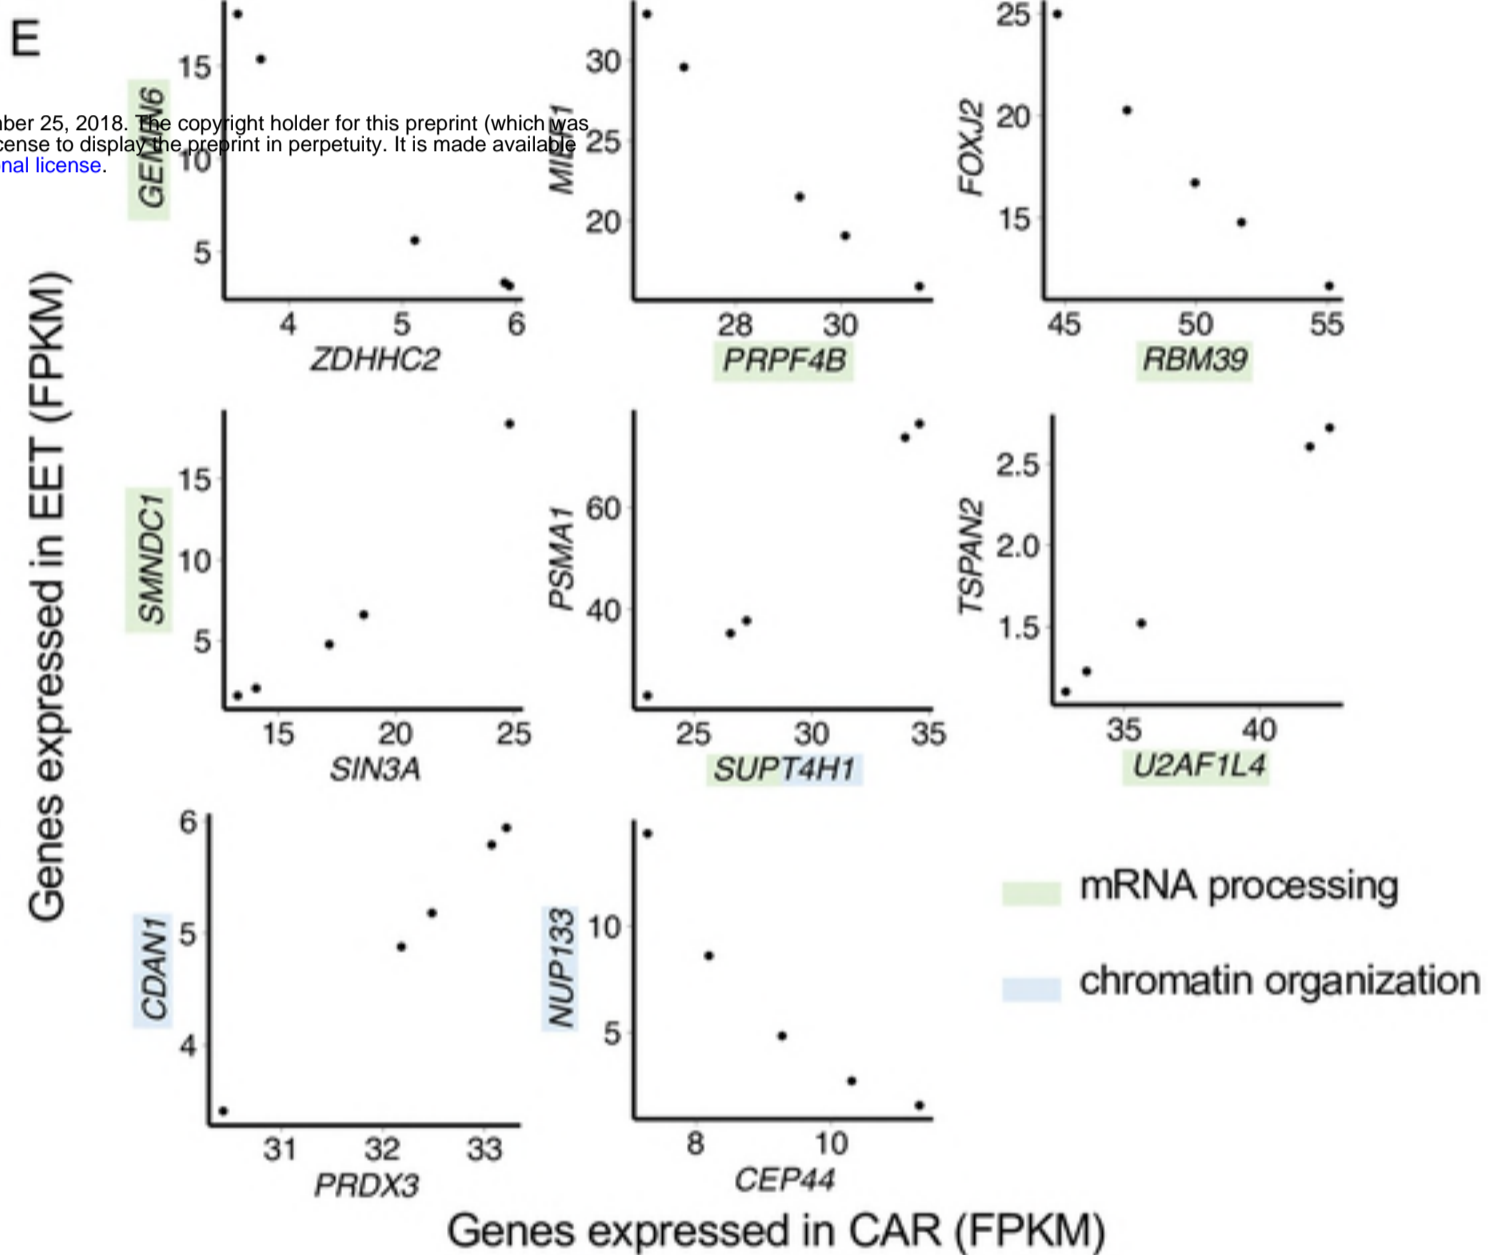 E
nber 25, 2018. The copyright holder for this preprint (which was
cense to display the preprint in perpetuity. It is made available
onal license.
Genes expressed in EET (FPKM)
GEMIN6
15
10
5
4 5 6
ZDHHC2
30
25
20
28 30
PRPF4B
FOXJ2
25
20
15
45 50 55
RBM39
SMNDC1
15
10
5
15 20 25
SIN3A
PSMA1
60
40
25 30 35
SUPT4H1
TSPAN2
2.5
2.0
1.5
35 40
U2AF1L4
CDAN1
6
5
4
31 32 33
PRDX3
NUP133
10
5
8 10
CEP44
mRNA processing
chromatin organization
Genes expressed in CAR (FPKM)